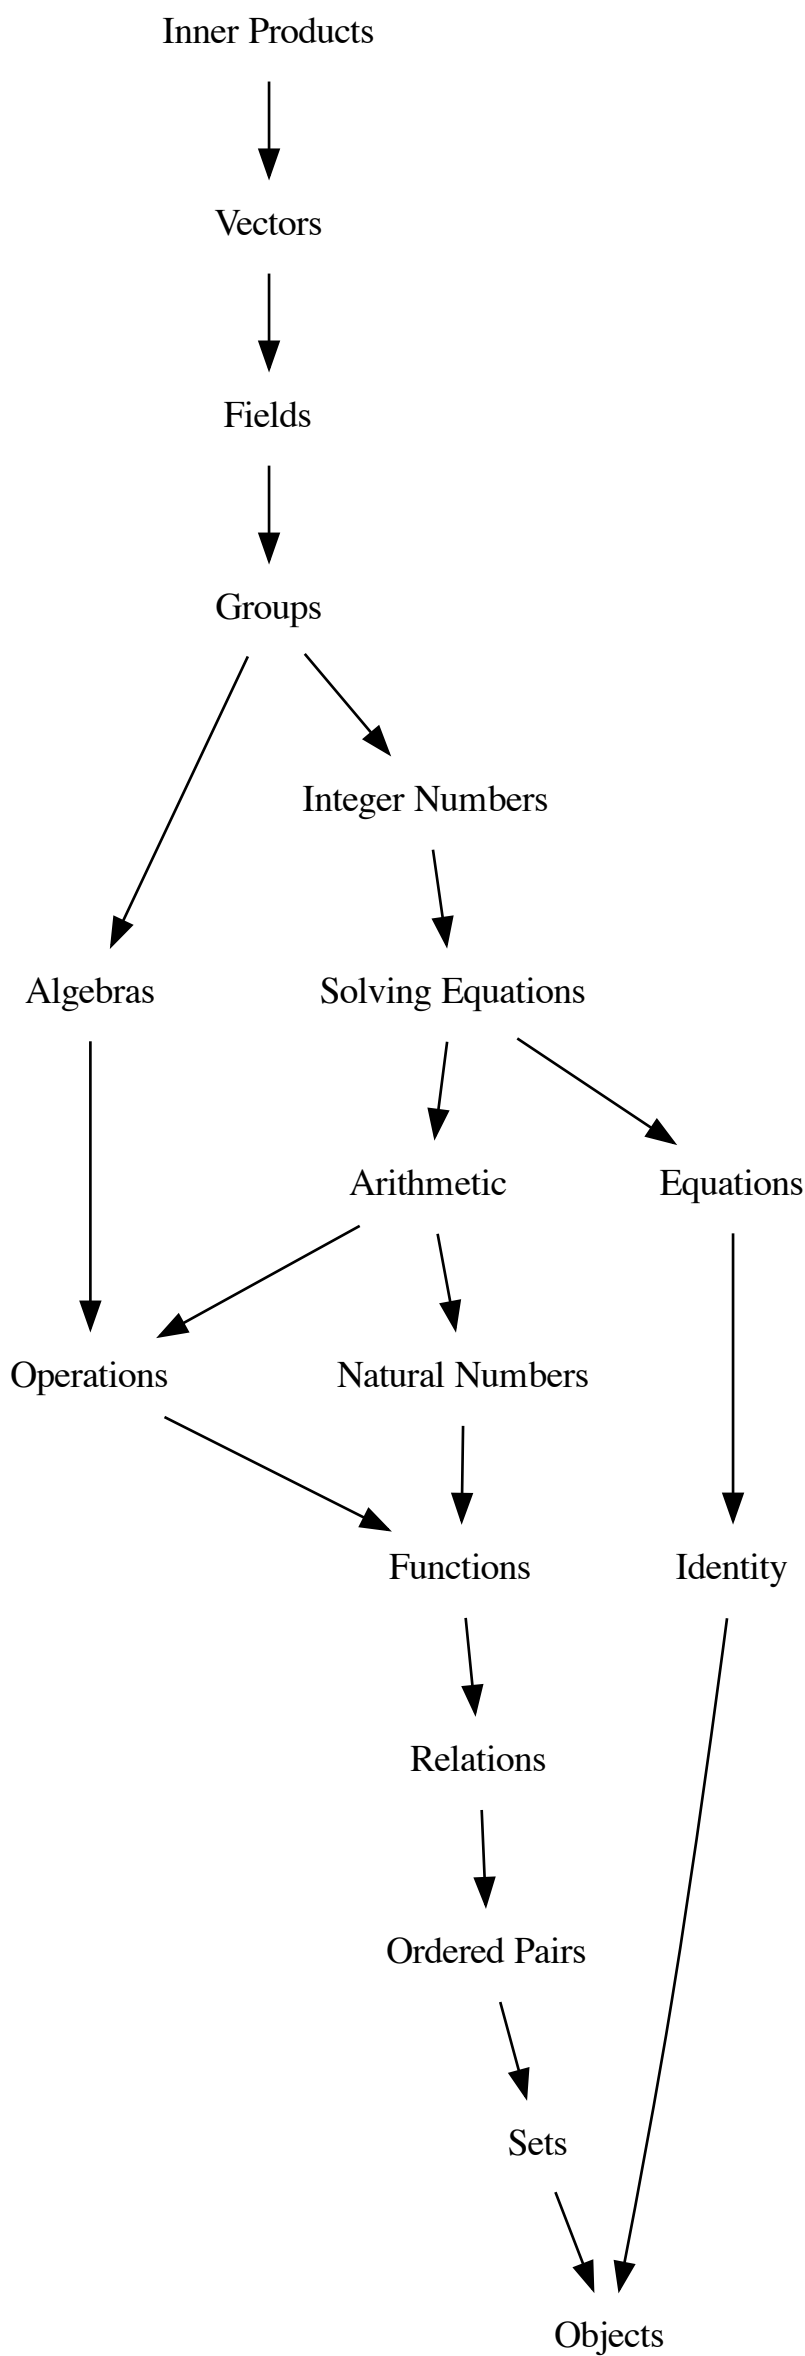 Inner Products
Vectors
Fields
Groups
Integer Numbers
Algebras
Solving Equations
Arithmetic
Equations
Operations
Natural Numbers
Functions
Identity
Relations
Ordered Pairs
Sets
Objects